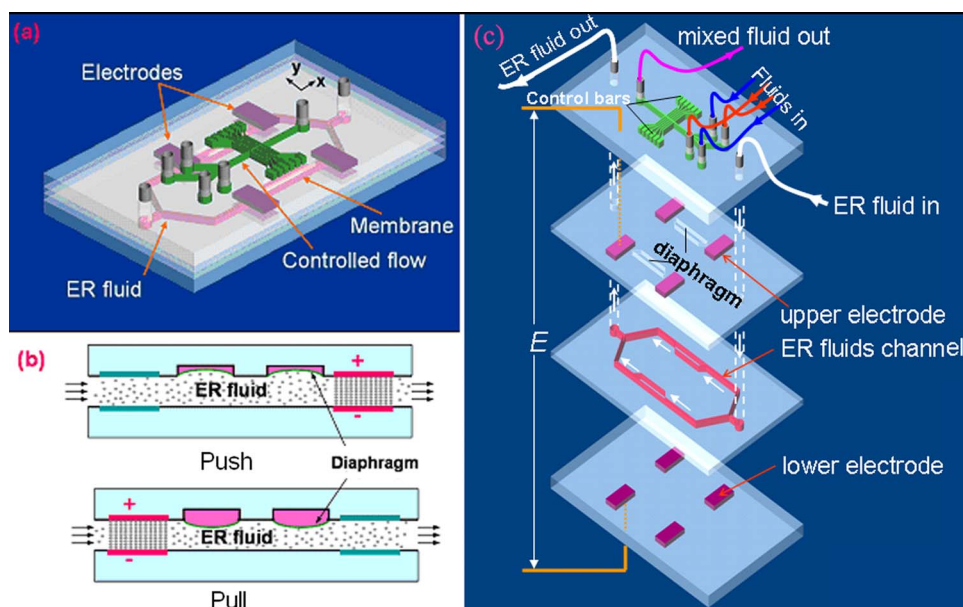 (a)
Electrodes
y
x
Membrane
Controlled flow
ER fluid
(b)
+
ER fluid
-
Push
Diaphragm
+
ER fluid
-
Pull
(c)
ER fluid out
mixed fluid out
Control bars
Fluids in
ER fluid in
diaphragm
upper electrode
ER fluids channel
E
lower electrode